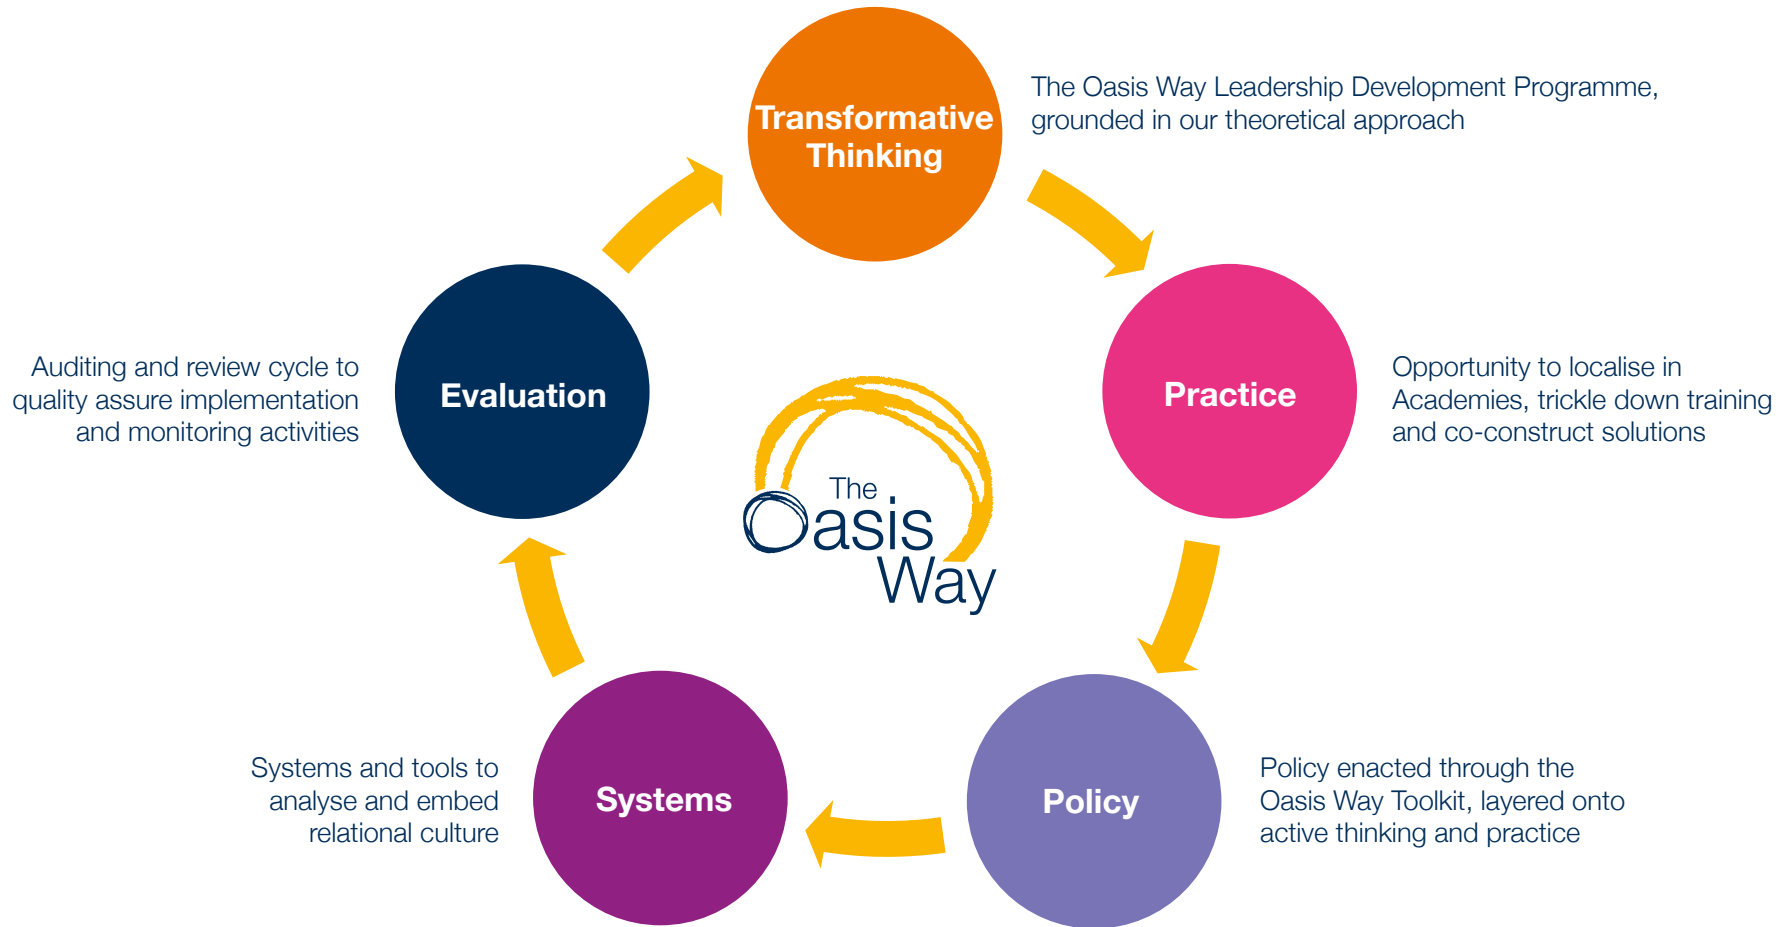 Transformative
Thinking
The Oasis Way Leadership Development Programme,
grounded in our theoretical approach
Practice
Opportunity to localise in
Academies, trickle down training
and co-construct solutions
Policy
Policy enacted through the
Oasis Way Toolkit, layered onto
active thinking and practice
Systems
Systems and tools to
analyse and embed
relational culture
Evaluation
Auditing and review cycle to
quality assure implementation
and monitoring activities
The
Oasis
Way